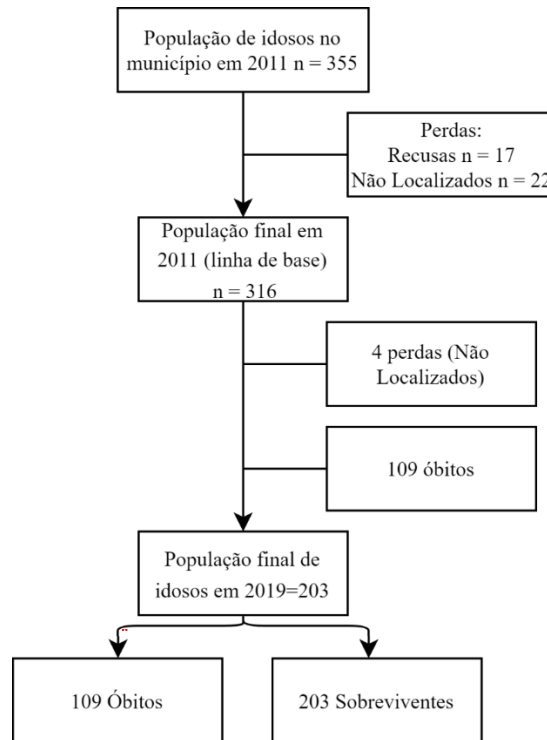 População de idosos no
município em 2011 n = 355
Perdas:
Recusas n = 17
Não Localizados n = 22
População final em
2011 (linha de base)
n = 316
4 perdas (Não
Localizados)
109 óbitos
População final de
idosos em 2019=203
109 Óbitos
203 Sobreviventes